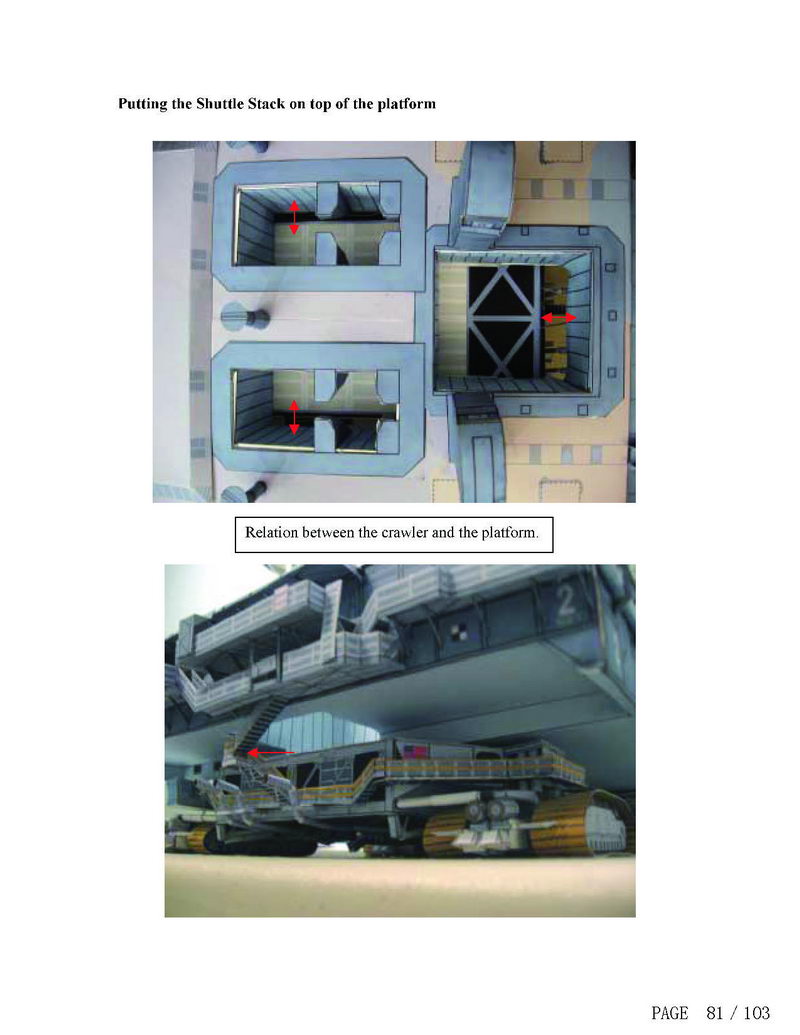 Putting the Shuttle Stack on top of the platform
Relation between the crawler and the platform.
2
PAGE 81 / 103